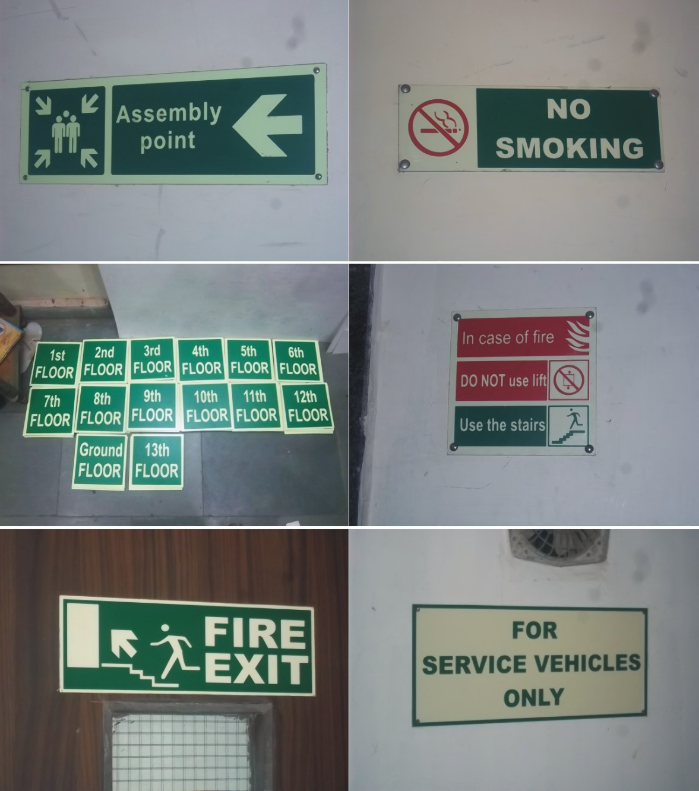 Assembly
point
NO
SMOKING
1st
FLOOR
2nd
FLOOR
3rd
FLOOR
4th
FLOOR
5th
FLOOR
6th
FLOOR
7th
FLOOR
8th
FLOOR
9th
FLOOR
10th
FLOOR
11th
FLOOR
12th
FLOOR
Ground
FLOOR
13th
FLOOR
In case of fire
DO NOT use lift
Use the stairs
FIRE
EXIT
FOR
SERVICE VEHICLES
ONLY